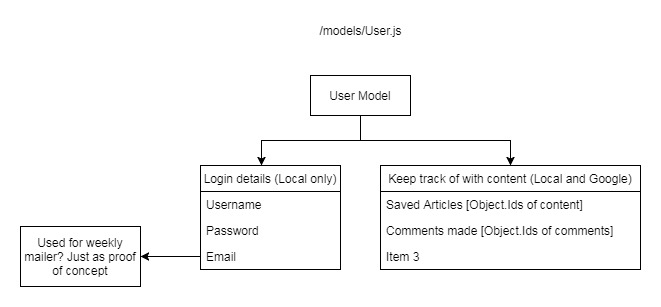 /models/User.js
User Model
Login details (Local only)
Username
Password
Email
Keep track of with content (Local and Google)
Saved Articles [Object.Ids of content]
Comments made [Object.Ids of comments]
Item 3
Used for weekly
mailer? Just as proof
of concept